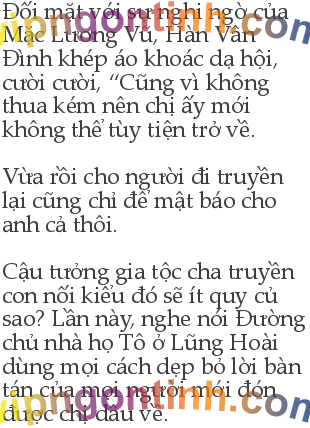 Đối mặt với sự nghi ngờ của
Mặc Lương Vũ, Hàn Vân
Đình khép áo khoác dạ hội,
cười cười, “Cũng vì không
thua kém nên chị ấy mới
không thể tùy tiện trở về.
Vừa rồi cho người đi truyền
lại cũng chỉ để mật báo cho
anh cả thôi.
Cậu tưởng gia tộc cha truyền
con nối kiểu đó sẽ ít quy củ
sao? Lần này, nghe nói Đường
chủ nhà họ Tô ở Lũng Hoài
dùng mọi cách dẹp bỏ lời bàn
tán của mọi người mới đón
được chị dâu về.
upngontinh.com
upngontinh.com